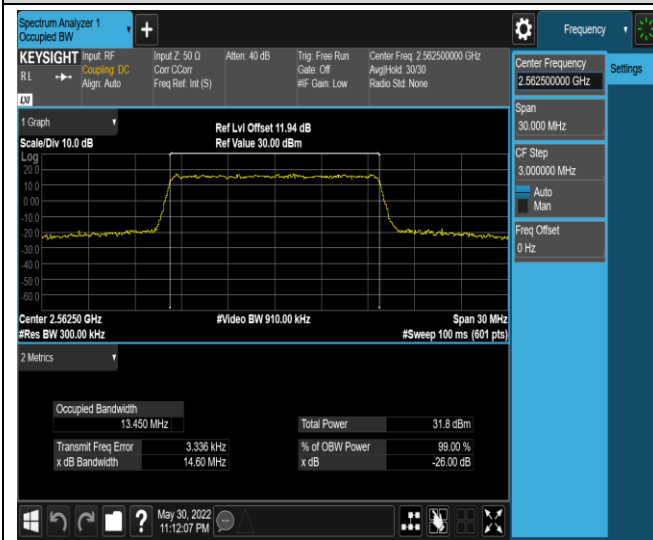 Spectrum Analyzer 1
Occupied BW
+
Frequency
KEYSIGHT
RL
LXI
Input: RF
Coupling: DC
Align: Auto
Input Z: 50 Ω
Corr CCorr
Freq Ref: Int (S)
Atten: 40 dB
Trig: Free Run
Gate: Off
#IF Gain: Low
Center Freq: 2.562500000 GHz
Avg|Hold: 30/30
Radio Std: None
Center Frequency
2.562500000 GHz
Settings
Span
30.000 MHz
CF Step
3.000000 MHz
Auto
Man
Freq Offset
0 Hz
1 Graph
Scale/Div 10.0 dB
Ref Lvl Offset 11.94 dB
Ref Value 30.00 dBm
Log
20.0
10.0
0.00
-10.0
-20.0
-30.0
-40.0
-50.0
-60.0
Center 2.56250 GHz
#Res BW 300.00 kHz
#Video BW 910.00 kHz
Span 30 MHz
#Sweep 100 ms (601 pts)
2 Metrics
Occupied Bandwidth
13.450 MHz
Total Power 31.8 dBm
Transmit Freq Error 3.336 kHz
% of OBW Power 99.00 %
x dB Bandwidth 14.60 MHz
x dB -26.00 dB
?
May 30, 2022
11:12:07 PM